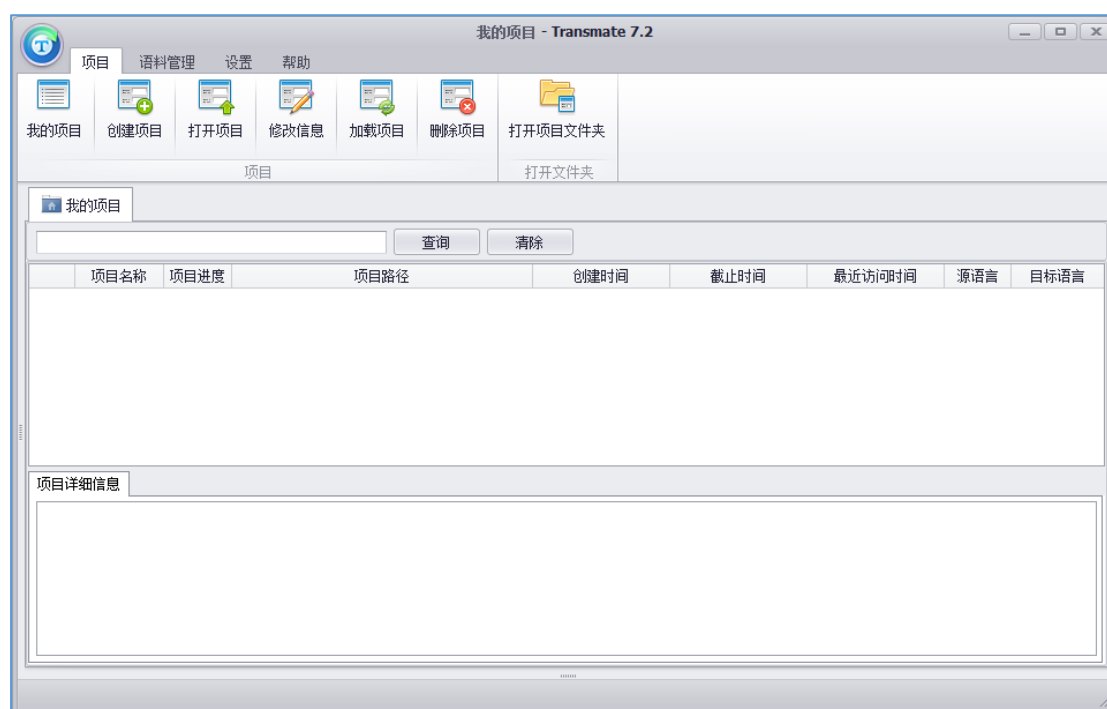 我的项目 - Transmate 7.2
T
项目 语料管理 设置 帮助
我的项目 创建项目 打开项目 修改信息 加载项目 删除项目 打开项目文件夹
项目 打开文件夹
我的项目
查询 清除
项目名称 项目进度 项目路径 创建时间 截止时间 最近访问时间 源语言 目标语言
项目详细信息